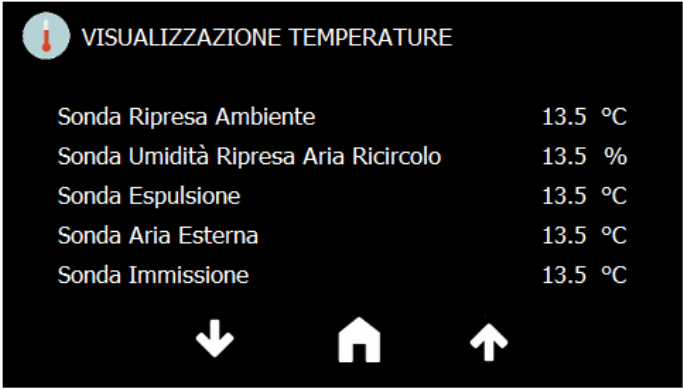 VISUALIZZAZIONE TEMPERATURE
Sonda Ripresa Ambiente 13.5 °C
Sonda Umidità Ripresa Aria Ricircolo 13.5 %
Sonda Espulsione 13.5 °C
Sonda Aria Esterna 13.5 °C
Sonda Immissione 13.5 °C